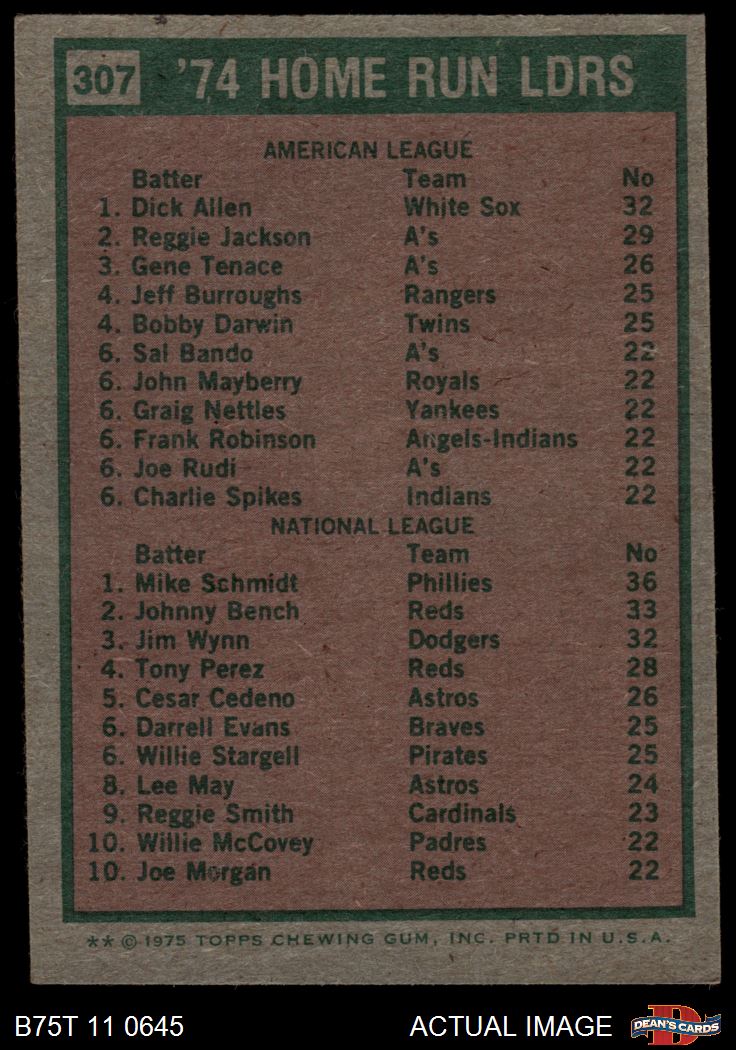 307 '74 HOME RUN LDRS
AMERICAN LEAGUE
Batter Team No
1. Dick Allen White Sox 32
2. Reggie Jackson A's 29
3. Gene Tenace A's 26
4. Jeff Burroughs Rangers 25
4. Bobby Darwin Twins 25
6. Sal Bando A's 22
6. John Mayberry Royals 22
6. Graig Nettles Yankees 22
6. Frank Robinson Angels-Indians 22
6. Joe Rudi A's 22
6. Charlie Spikes Indians 22
NATIONAL LEAGUE
Batter Team No
1. Mike Schmidt Phillies 36
2. Johnny Bench Reds 33
3. Jim Wynn Dodgers 32
4. Tony Perez Reds 28
5. Cesar Cedeno Astros 26
6. Darrell Evans Braves 25
6. Willie Stargell Pirates 25
8. Lee May Astros 24
9. Reggie Smith Cardinals 23
10. Willie McCovey Padres 22
10. Joe Morgan Reds 22
** © 1975 TOPPS CHEWING GUM, INC. PRTD IN U.S.A.
B75T 11 0645 ACTUAL IMAGE D DEAN'S CARDS